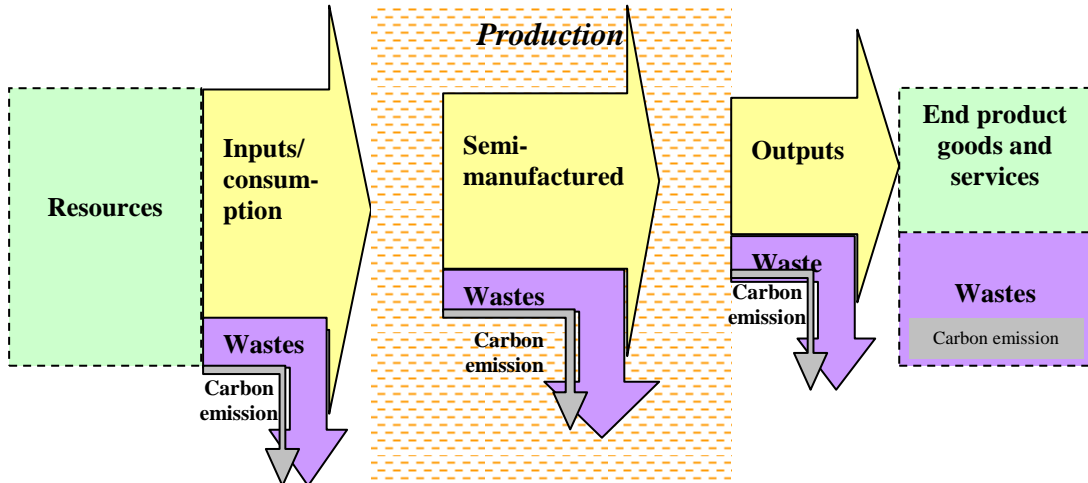 Production
Resources
Inputs/
consum-
ption
Wastes
Carbon
emission
Semi-
manufactured
Wastes
Carbon
emission
Outputs
Waste
Carbon
emission
End product
goods and
services
Wastes
Carbon emission